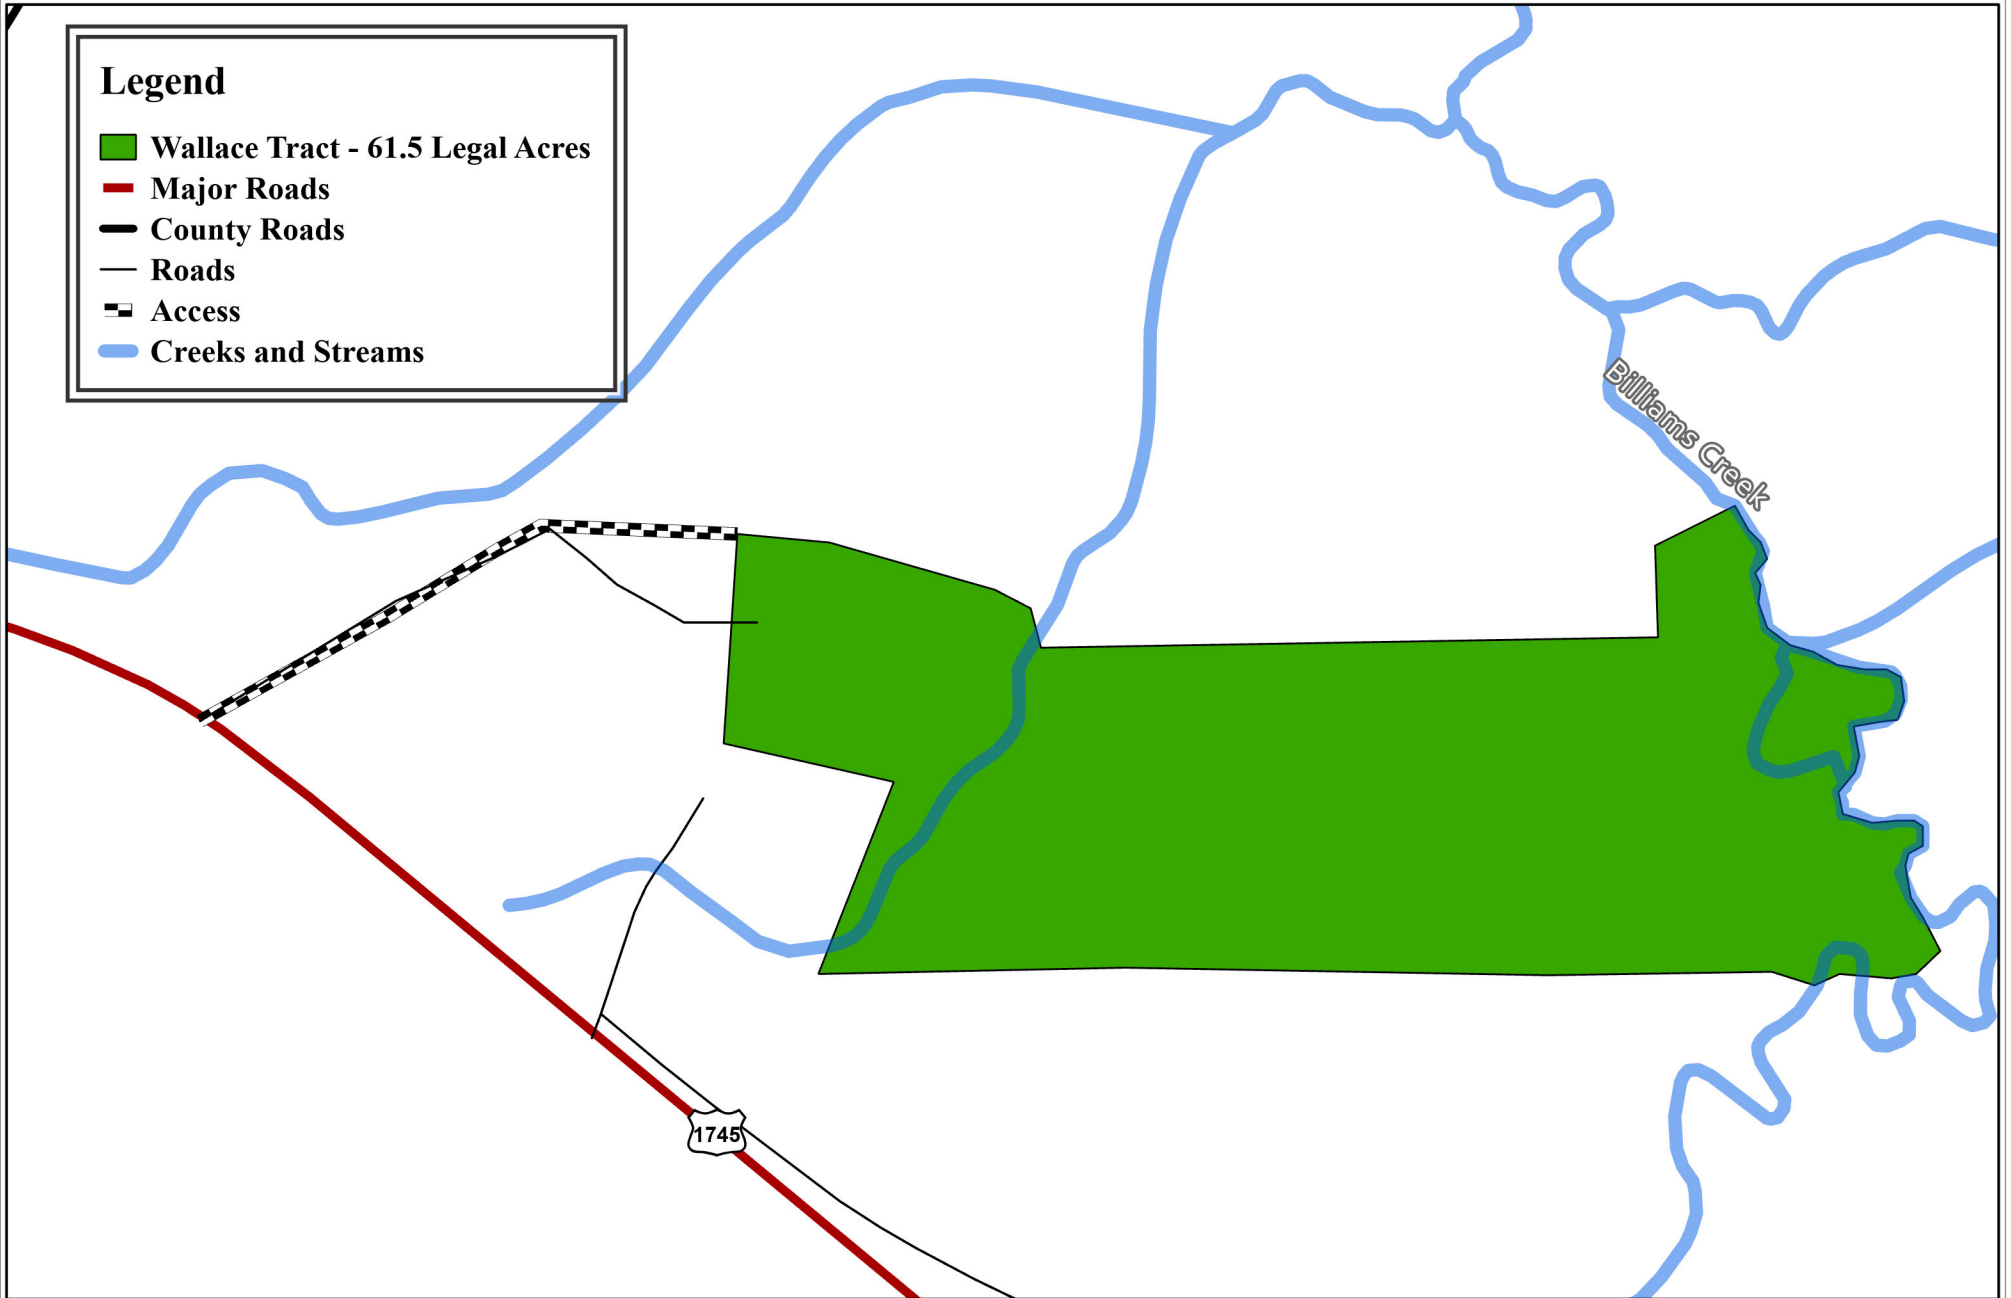 Legend
Wallace Tract - 61.5 Legal Acres
Major Roads
County Roads
Roads
Access
Creeks and Streams
Billiams Creek
1745